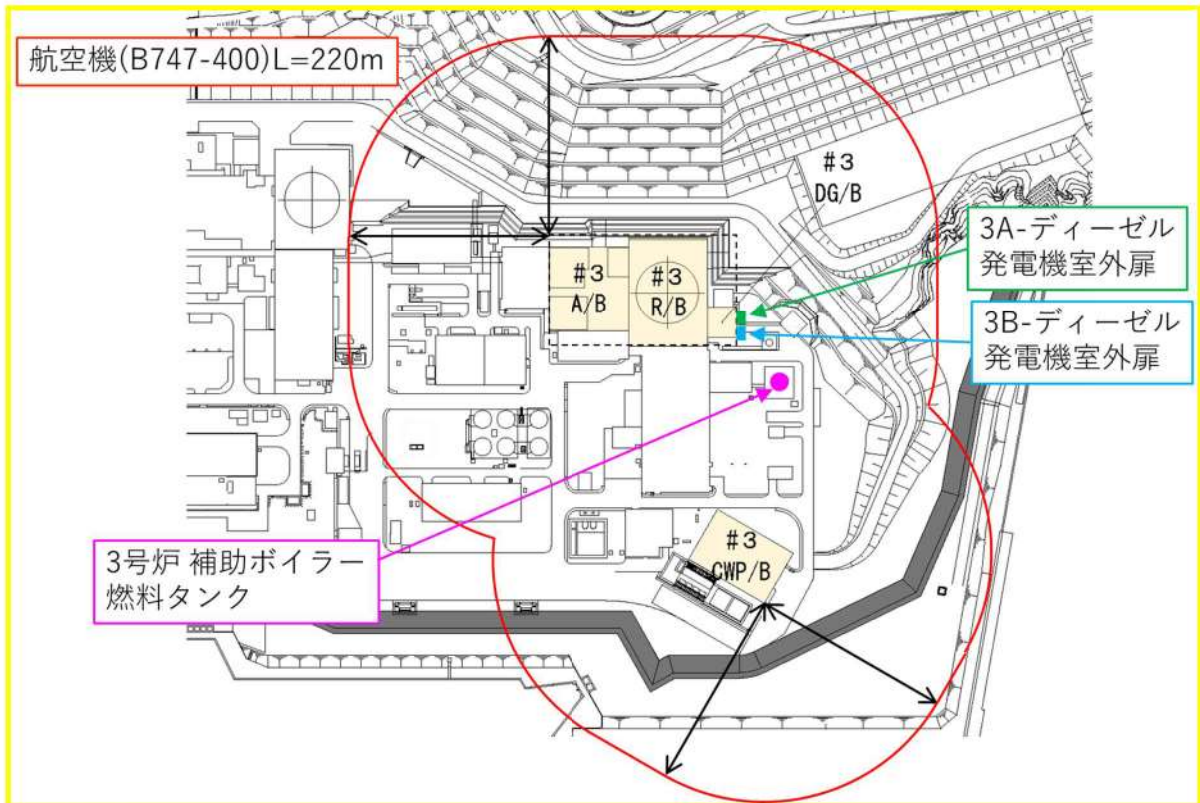 航空機(B747-400)L=220m
#3
DG/B
3A-ディーゼル
発電機室外扉
#3
A/B
#3
R/B
3B-ディーゼル
発電機室外扉
3号炉 補助ボイラー
燃料タンク
#3
CWP/B